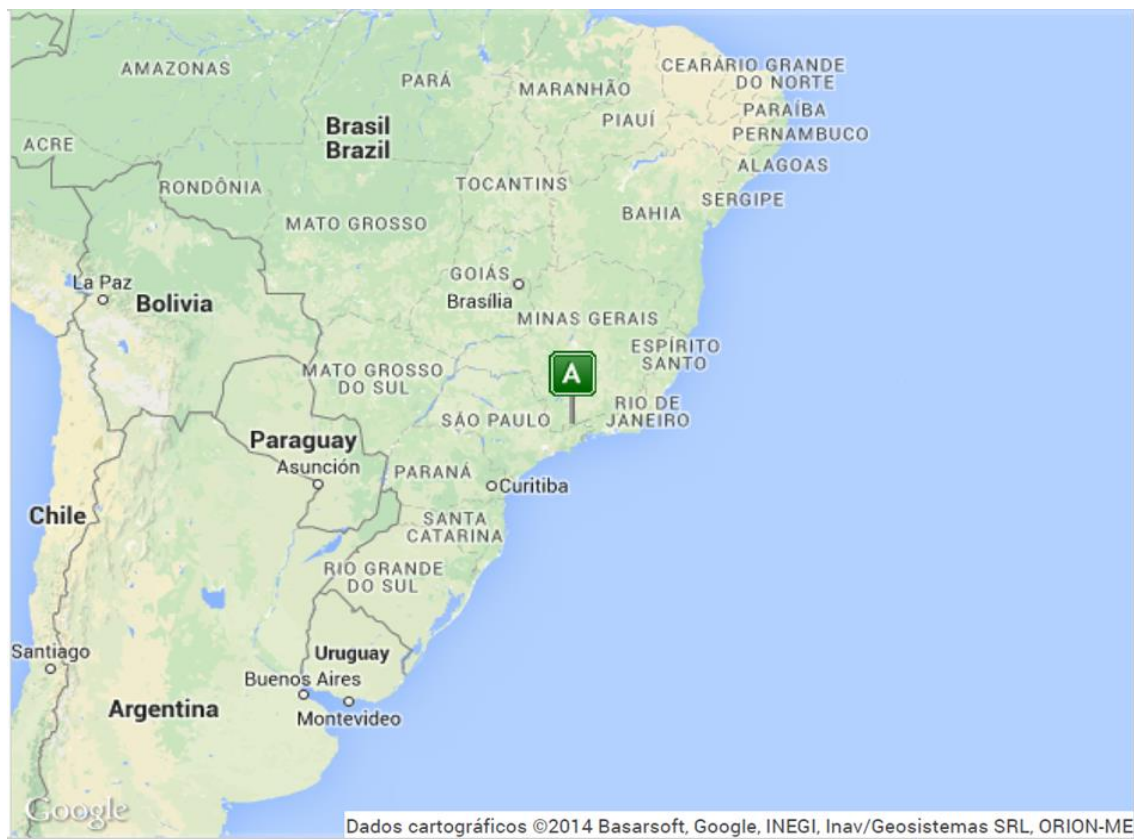 AMAZONAS
PARÁ
MARANHÃO
CEARÁRIO GRANDE
DO NORTE
PIAUÍ
PARAÍBA
Brasil
Brazil
PERNAMBUCO
ACRE
ALAGOAS
RONDÔNIA
TOCANTINS
SERGIPE
MATO GROSSO
BAHIA
GOIÁS
Brasília
La Paz
Bolivia
MINAS GERAIS
ESPÍRITO
SANTO
MATO GROSSO
DO SUL
A
RIO DE
JANEIRO
SÃO PAULO
Paraguay
Asunción
PARANÁ
Curitiba
Chile
SANTA
CATARINA
RIO GRANDE
DO SUL
Santiago
Uruguay
Buenos Aires
Montevideo
Argentina
Google
Dados cartográficos ©2014 Basarsoft, Google, INEGI, Inav/Geosistemas SRL, ORION-ME